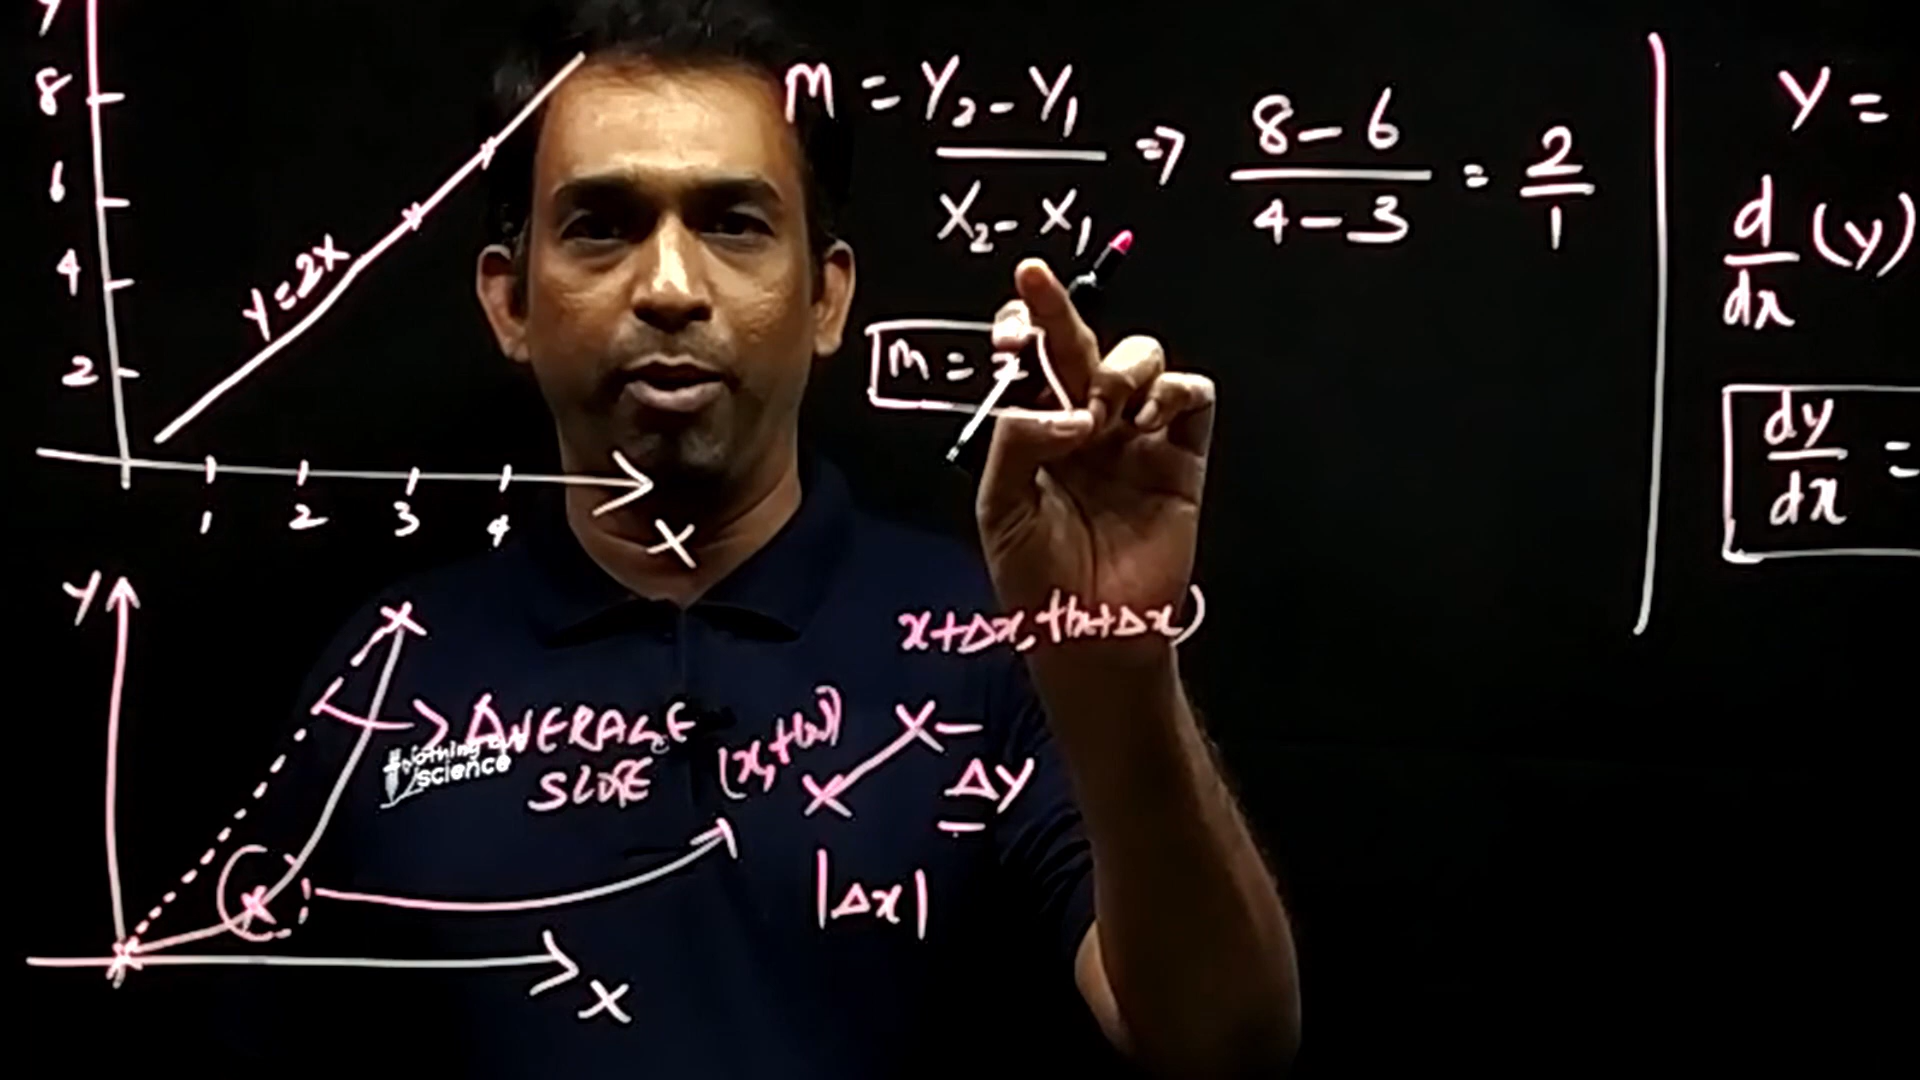 Y
8
6
4
2
Y=2X
1 2 3 4
X
M = Y₂ - Y₁ / X₂ - X₁ => 8 - 6 / 4 - 3 = 2 / 1
M = 2
Y =
d/dx (y)
dy/dx =
Y
X
AVERAGE
SLOPE
science
x+Δx, f(x+Δx)
(x, f(x))
ΔY
|Δx|
X